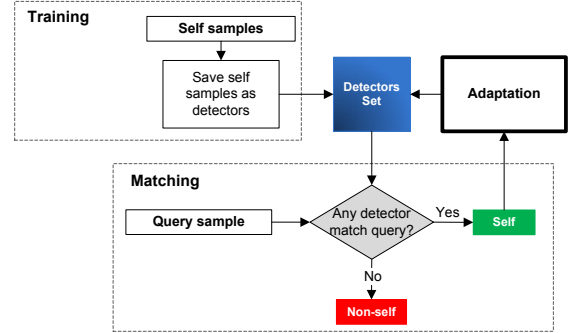 Training
Self samples
Save self
samples as
detectors
Detectors
Set
Adaptation
Matching
Query sample
Any detector
match query?
Yes
Self
No
Non-self